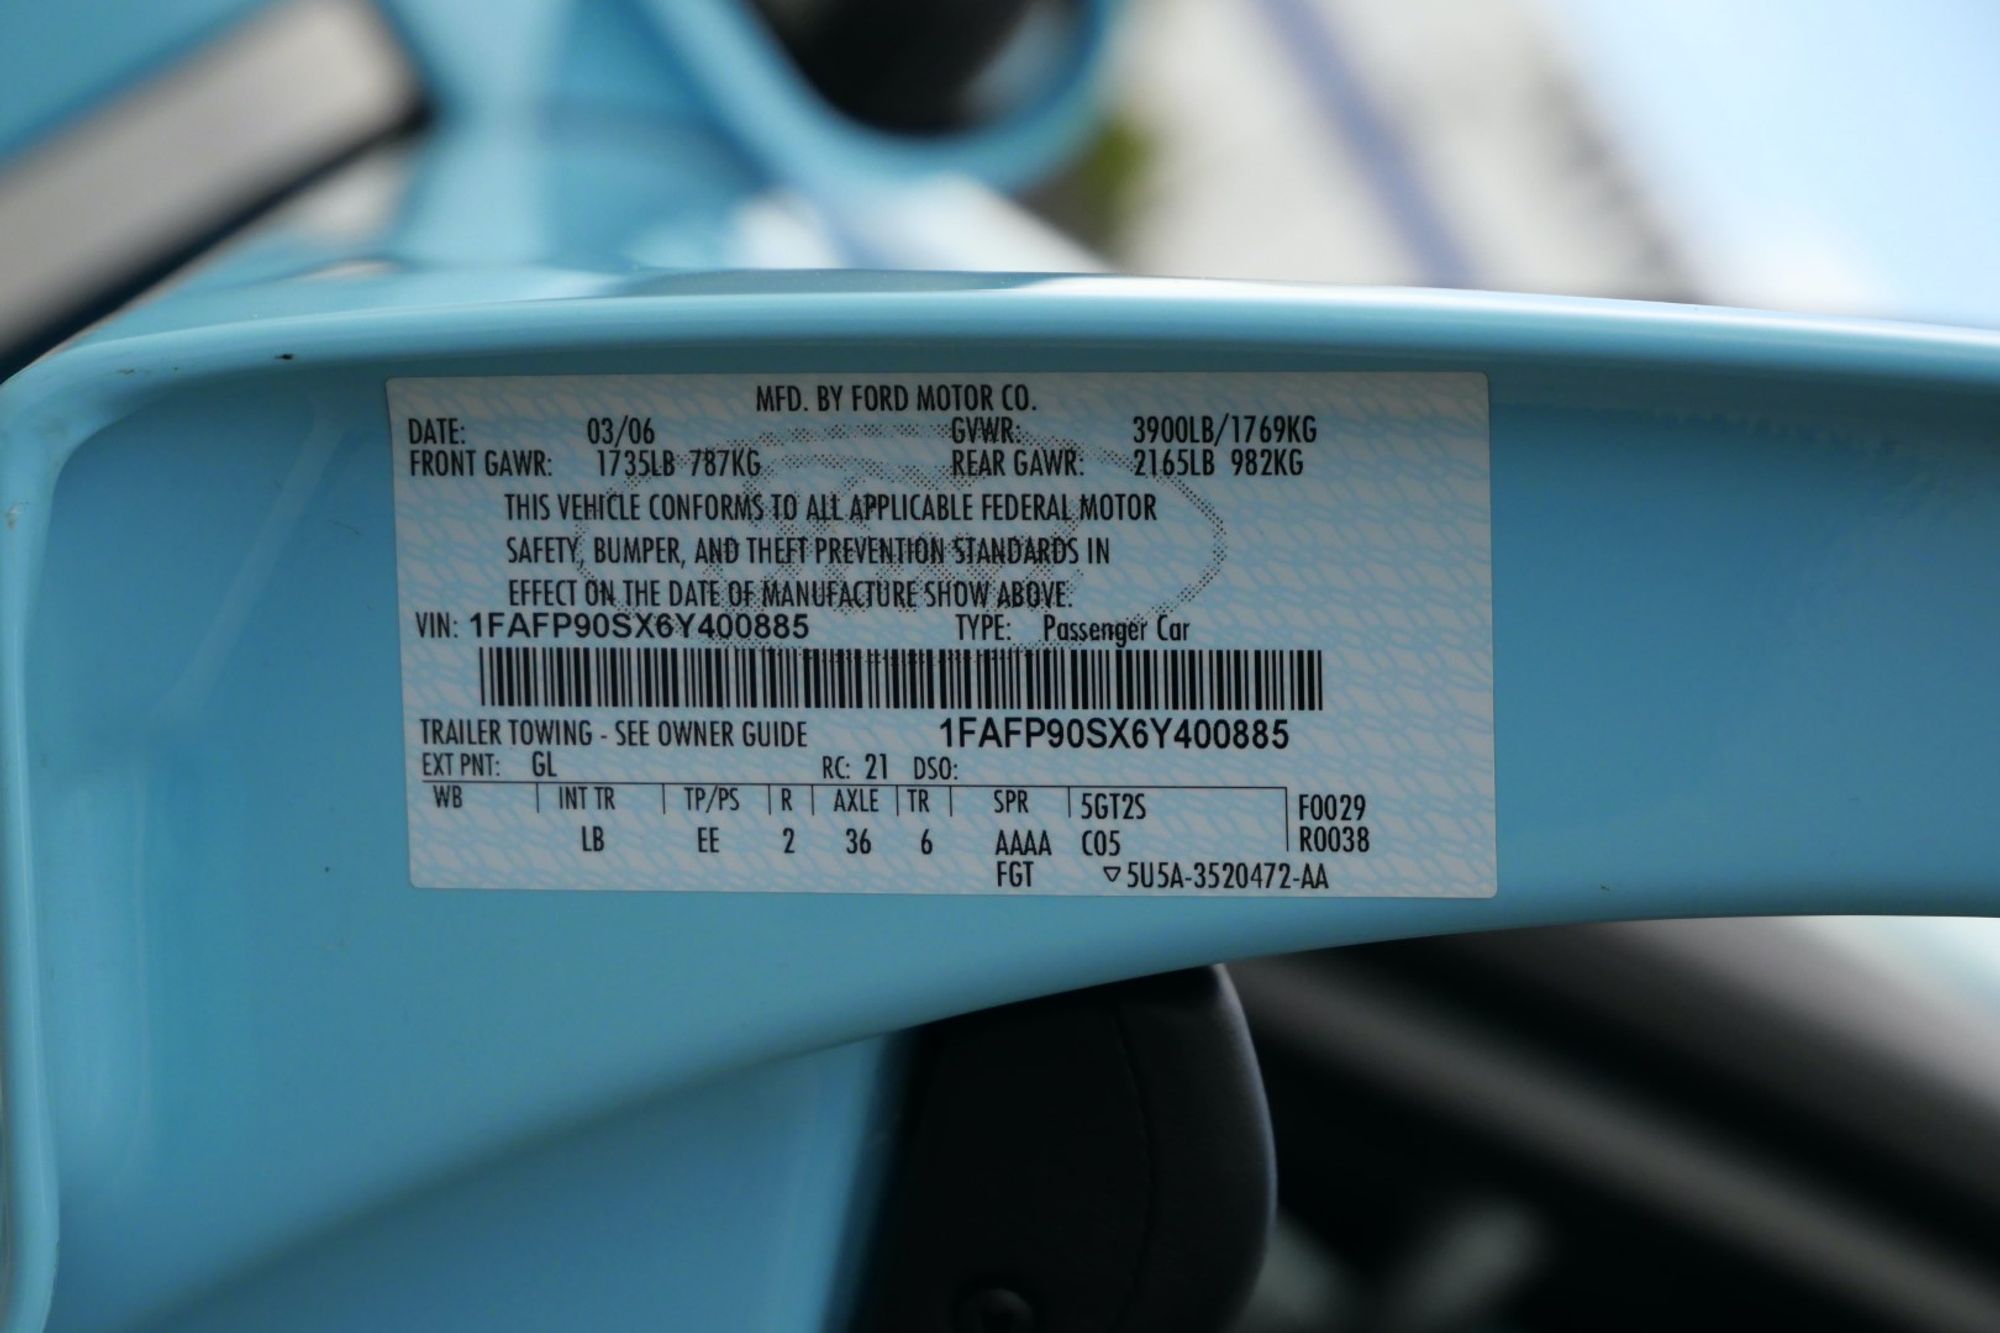 MFD. BY FORD MOTOR CO.
DATE: 03/06 GVWR: 3900LB/1769KG
FRONT GAWR: 1735LB 787KG REAR GAWR: 2165LB 982KG
THIS VEHICLE CONFORMS TO ALL APPLICABLE FEDERAL MOTOR
SAFETY, BUMPER, AND THEFT PREVENTION STANDARDS IN
EFFECT ON THE DATE OF MANUFACTURE SHOW ABOVE.
VIN: 1FAFP90SX6Y400885 TYPE: Passenger Car
TRAILER TOWING - SEE OWNER GUIDE 1FAFP90SX6Y400885
EXT PNT: GL RC: 21 DSO:
WB INT TR TP/PS R AXLE TR SPR 5GT2S F0029
LB EE 2 36 6 AAAA C05 R0038
FGT ▽5U5A-3520472-AA